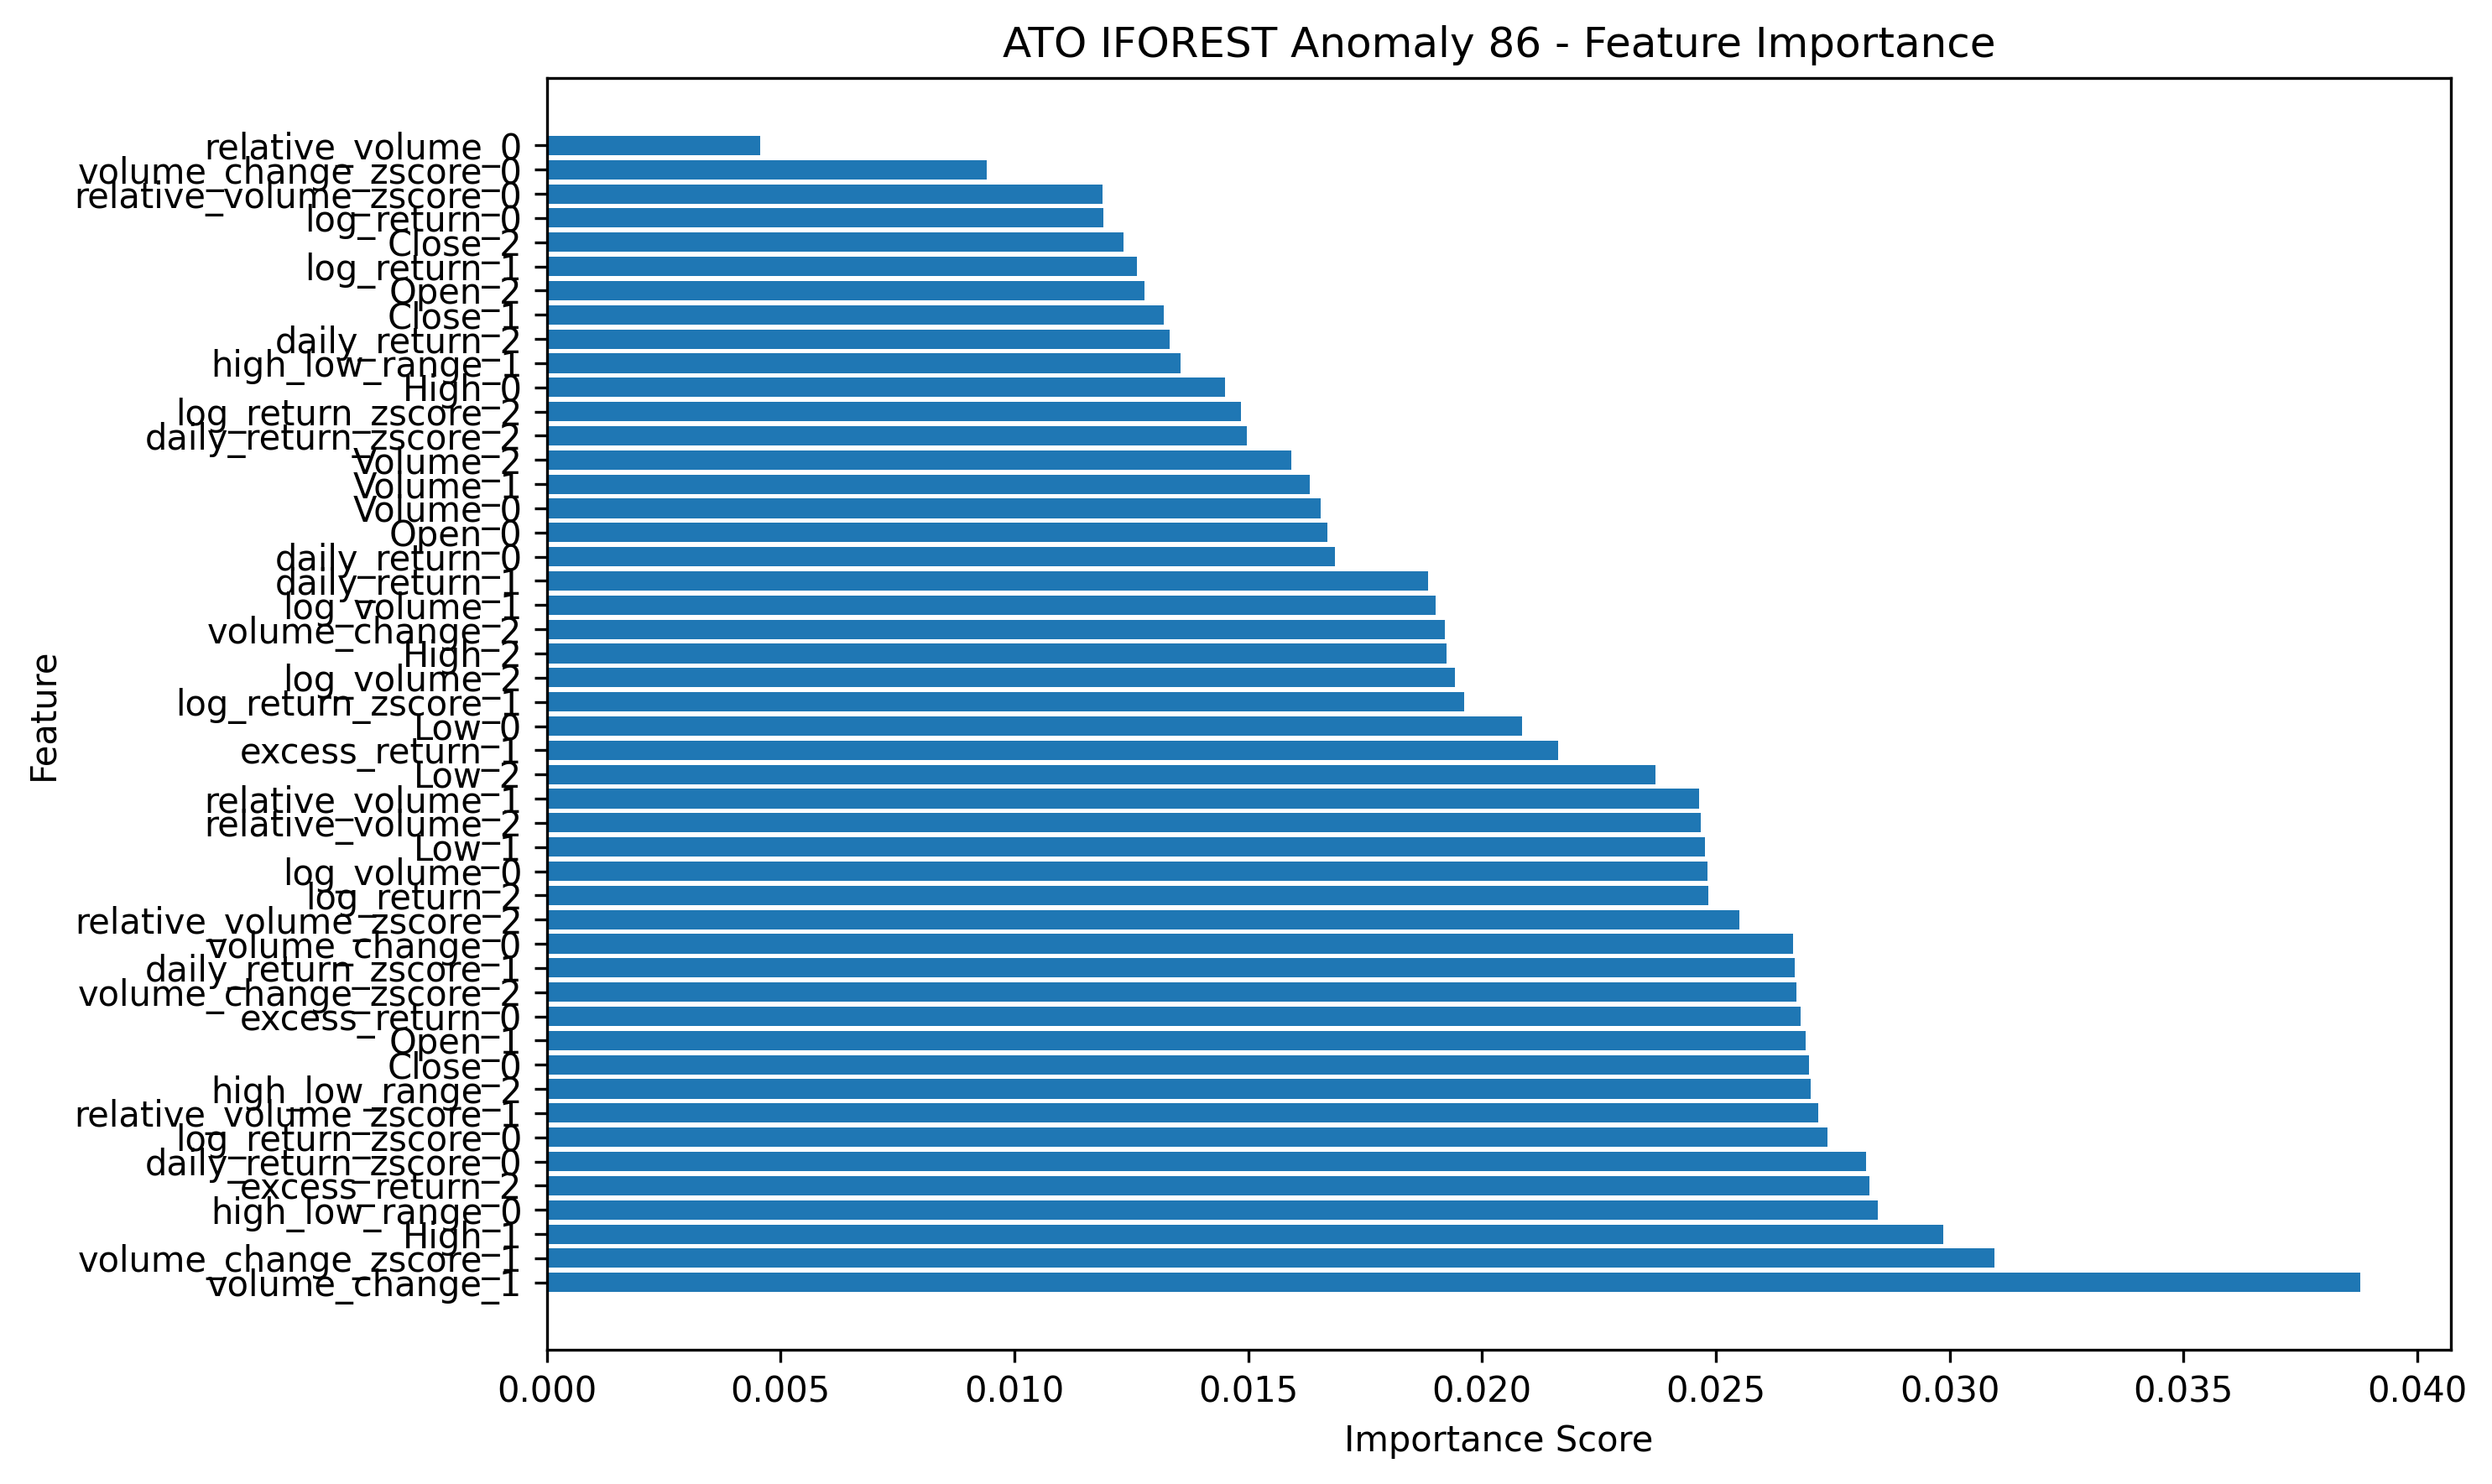 ATO IFOREST Anomaly 86 - Feature Importance
relative_volume_0
volume_change_zscore_0
relative_volume_zscore_0
log_return_0
Close_2
log_return_1
Open_2
Close_1
daily_return_2
high_low_range_1
High_0
log_return_zscore_2
daily_return_zscore_2
Volume_2
Volume_1
Volume_0
Open_0
daily_return_0
daily_return_1
log_volume_1
volume_change_2
High_2
log_volume_2
log_return_zscore_1
Low_0
excess_return_1
Low_2
relative_volume_1
relative_volume_2
Low_1
log_volume_0
log_return_2
relative_volume_zscore_2
volume_change_0
daily_return_zscore_1
volume_change_zscore_2
excess_return_0
Open_1
Close_0
high_low_range_2
relative_volume_zscore_1
log_return_zscore_0
daily_return_zscore_0
excess_return_2
high_low_range_0
High_1
volume_change_zscore_1
volume_change_1
Feature
0.000 0.005 0.010 0.015 0.020 0.025 0.030 0.035 0.040
Importance Score